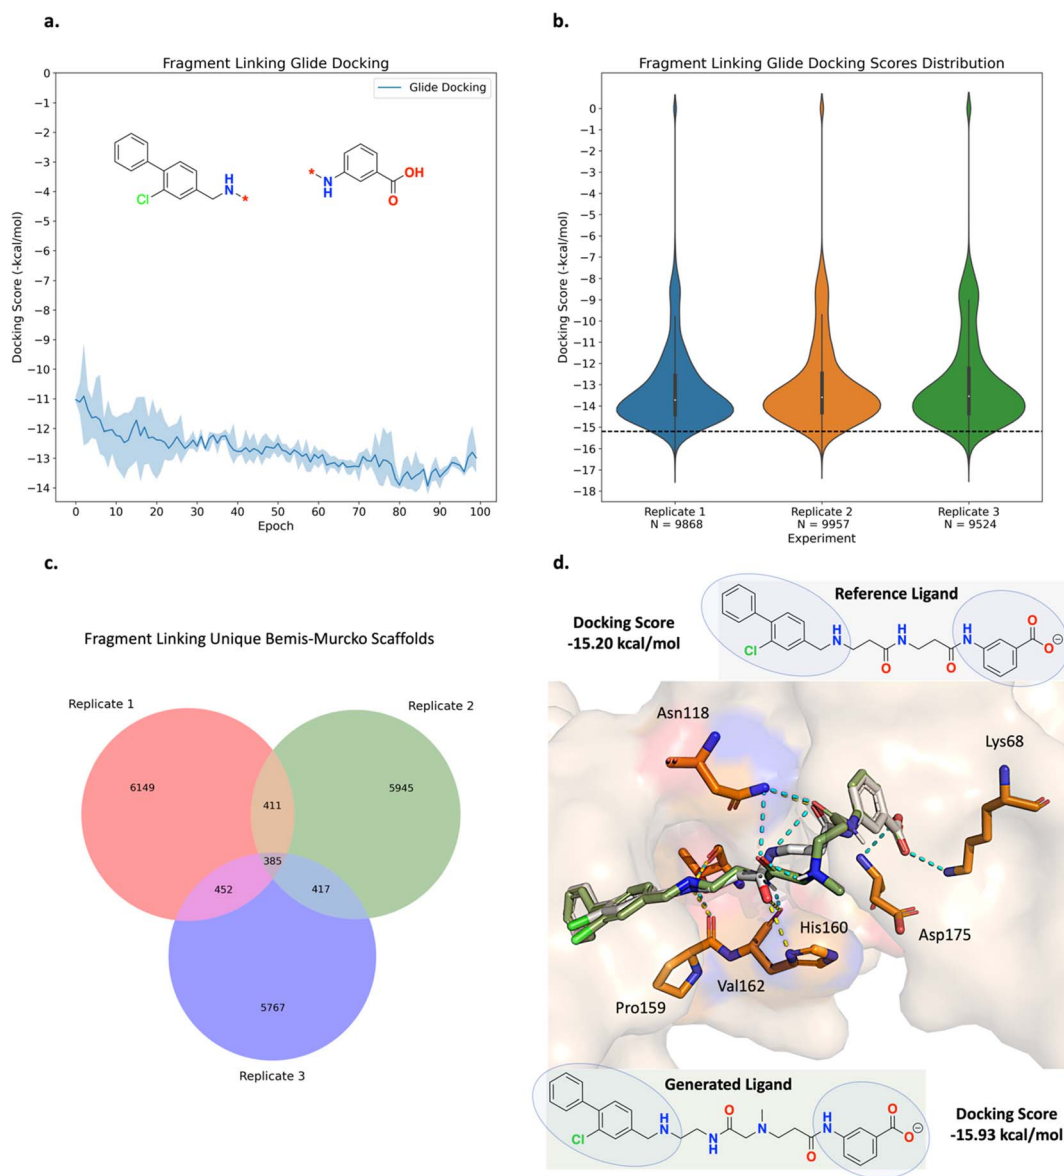 a.
Fragment Linking Glide Docking
Glide Docking
0
−1
−2
−3
−4
−5
−6
−7
−8
−9
−10
−11
−12
−13
−14
Docking Score (-kcal/mol)
H
N
*
Cl
*
N
H
OH
O
0 10 20 30 40 50 60 70 80 90 100
Epoch
b.
Fragment Linking Glide Docking Scores Distribution
0
−1
−2
−3
−4
−5
−6
−7
−8
−9
−10
−11
−12
−13
−14
−15
−16
−17
−18
Docking Score (-kcal/mol)
Replicate 1 Replicate 2 Replicate 3
N = 9868 N = 9957 N = 9524
Experiment
c.
Fragment Linking Unique Bemis-Murcko Scaffolds
Replicate 1
Replicate 2
6149
411
5945
385
452
417
5767
Replicate 3
d.
Reference Ligand
Docking Score
-15.20 kcal/mol
Cl
N
H
O
H
N
O
H
N
O
O
Asn118
Lys68
His160
Asp175
Val162
Pro159
Generated Ligand
Cl
H
N
N
H
O
N
O
H
N
O
O
Docking Score
-15.93 kcal/mol